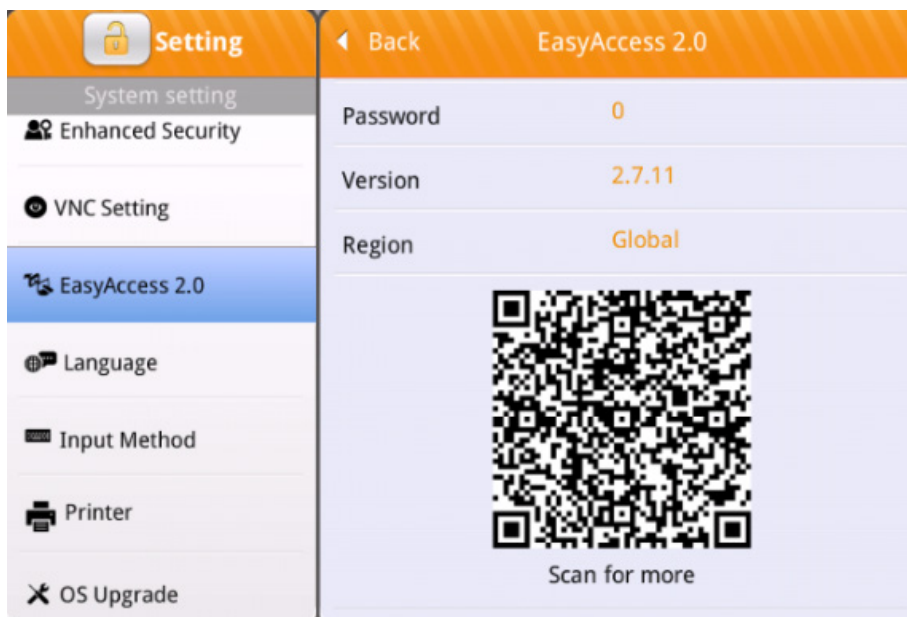 Setting
System setting
Enhanced Security
VNC Setting
EasyAccess 2.0
Language
Input Method
Printer
OS Upgrade
Back EasyAccess 2.0
Password 0
Version 2.7.11
Region Global
Scan for more